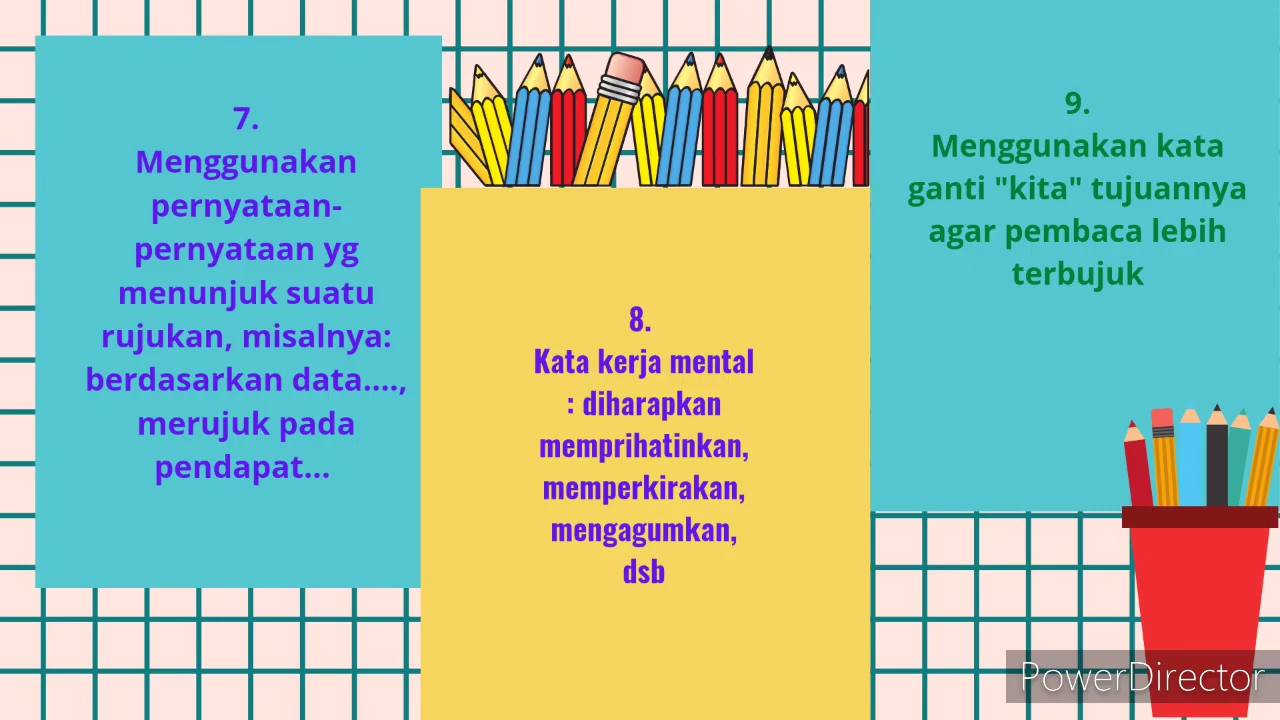 7.
Menggunakan
pernyataan-
pernyataan yg
menunjuk suatu
rujukan, misalnya:
berdasarkan data....,
merujuk pada
pendapat...
8.
Kata kerja mental
: diharapkan
memprihatinkan,
memperkirakan,
mengagumkan,
dsb
9.
Menggunakan kata
ganti "kita" tujuannya
agar pembaca lebih
terbujuk
PowerDirector